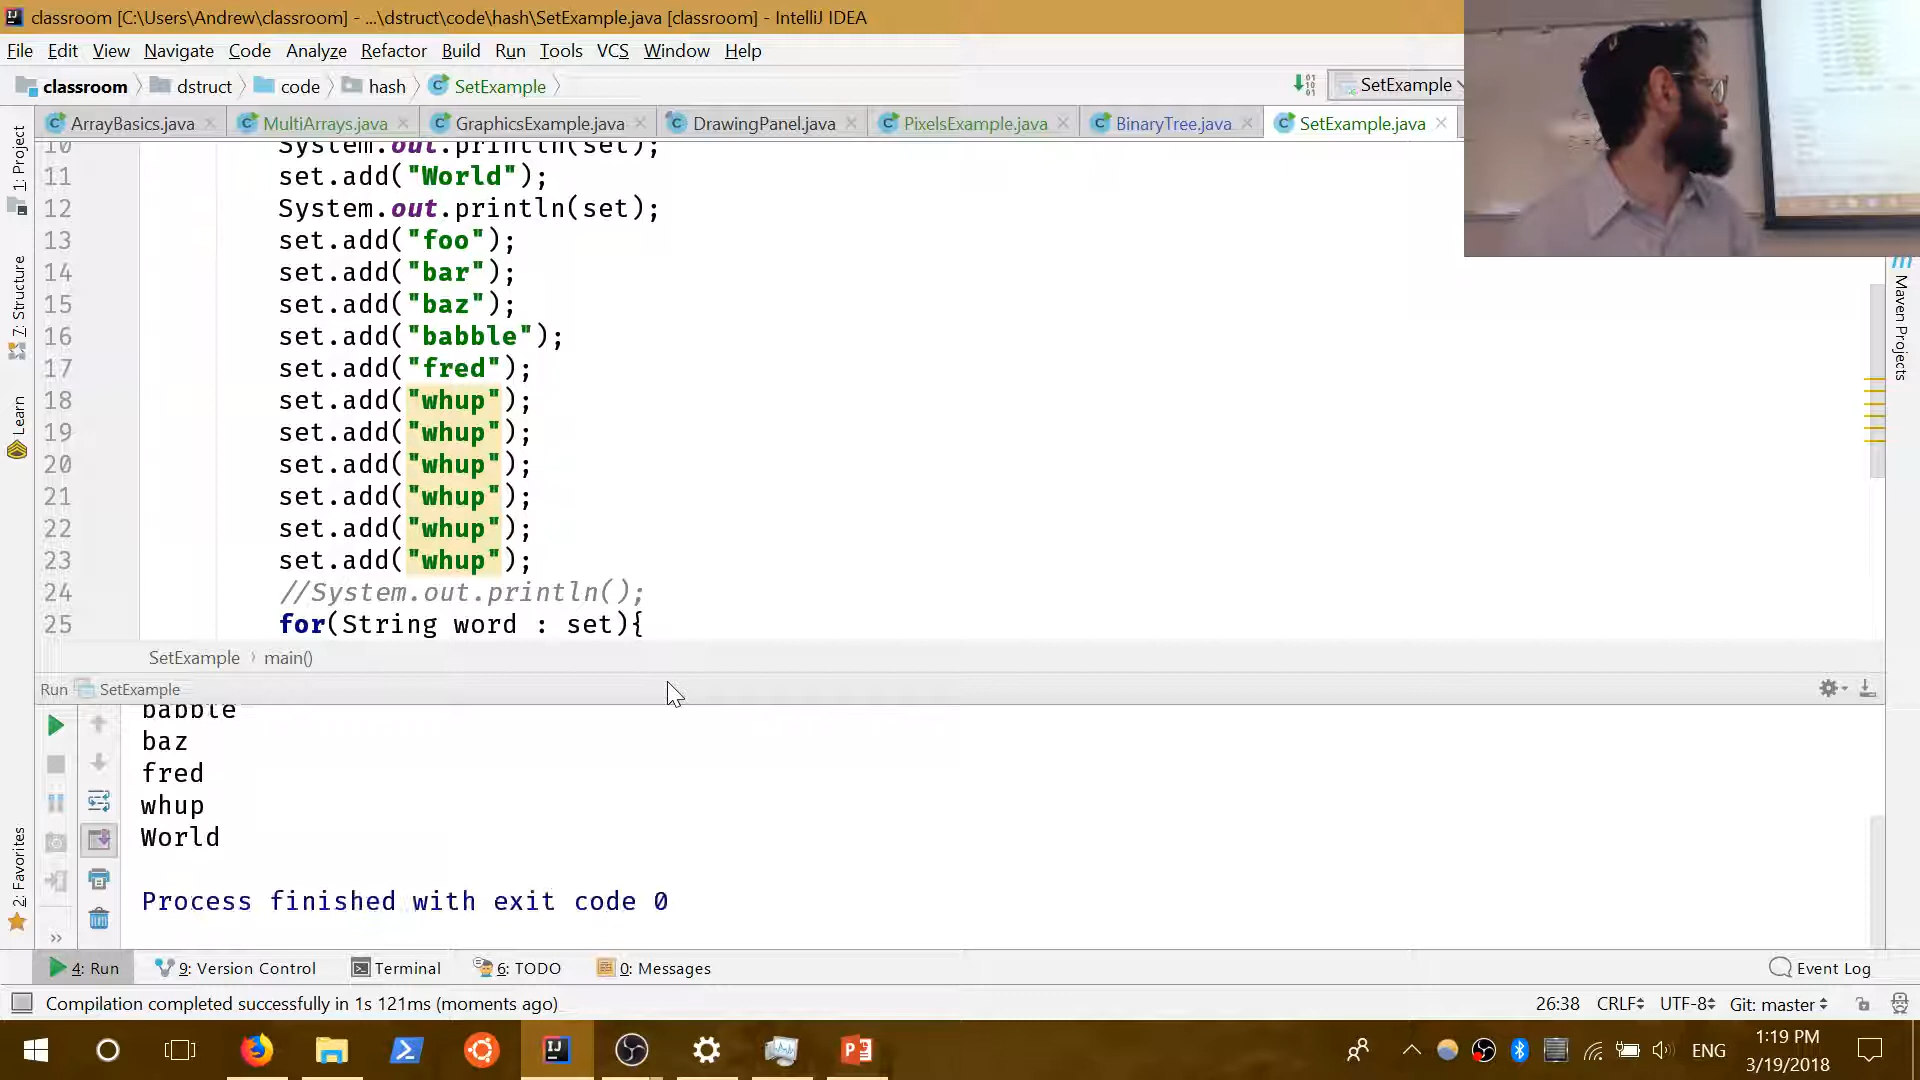 classroom [C:\Users\Andrew\classroom] - ...\dstruct\code\hash\SetExample.java [classroom] - IntelliJ IDEA
File Edit View Navigate Code Analyze Refactor Build Run Tools VCS Window Help
classroom dstruct code hash SetExample SetExample
ArrayBasics.java MultiArrays.java GraphicsExample.java DrawingPanel.java PixelsExample.java BinaryTree.java SetExample.java
10 System.out.println(set);
11 set.add("World");
12 System.out.println(set);
13 set.add("foo");
14 set.add("bar");
15 set.add("baz");
16 set.add("babble");
17 set.add("fred");
18 set.add("whup");
19 set.add("whup");
20 set.add("whup");
21 set.add("whup");
22 set.add("whup");
23 set.add("whup");
24 //System.out.println();
25 for(String word : set){
1: Project
7: Structure
Learn
2: Favorites
Maven Projects
SetExample › main()
Run SetExample
babble
baz
fred
whup
World
Process finished with exit code 0
4: Run 9: Version Control Terminal 6: TODO 0: Messages Event Log
Compilation completed successfully in 1s 121ms (moments ago) 26:38 CRLF UTF-8 Git: master
ENG 1:19 PM
3/19/2018